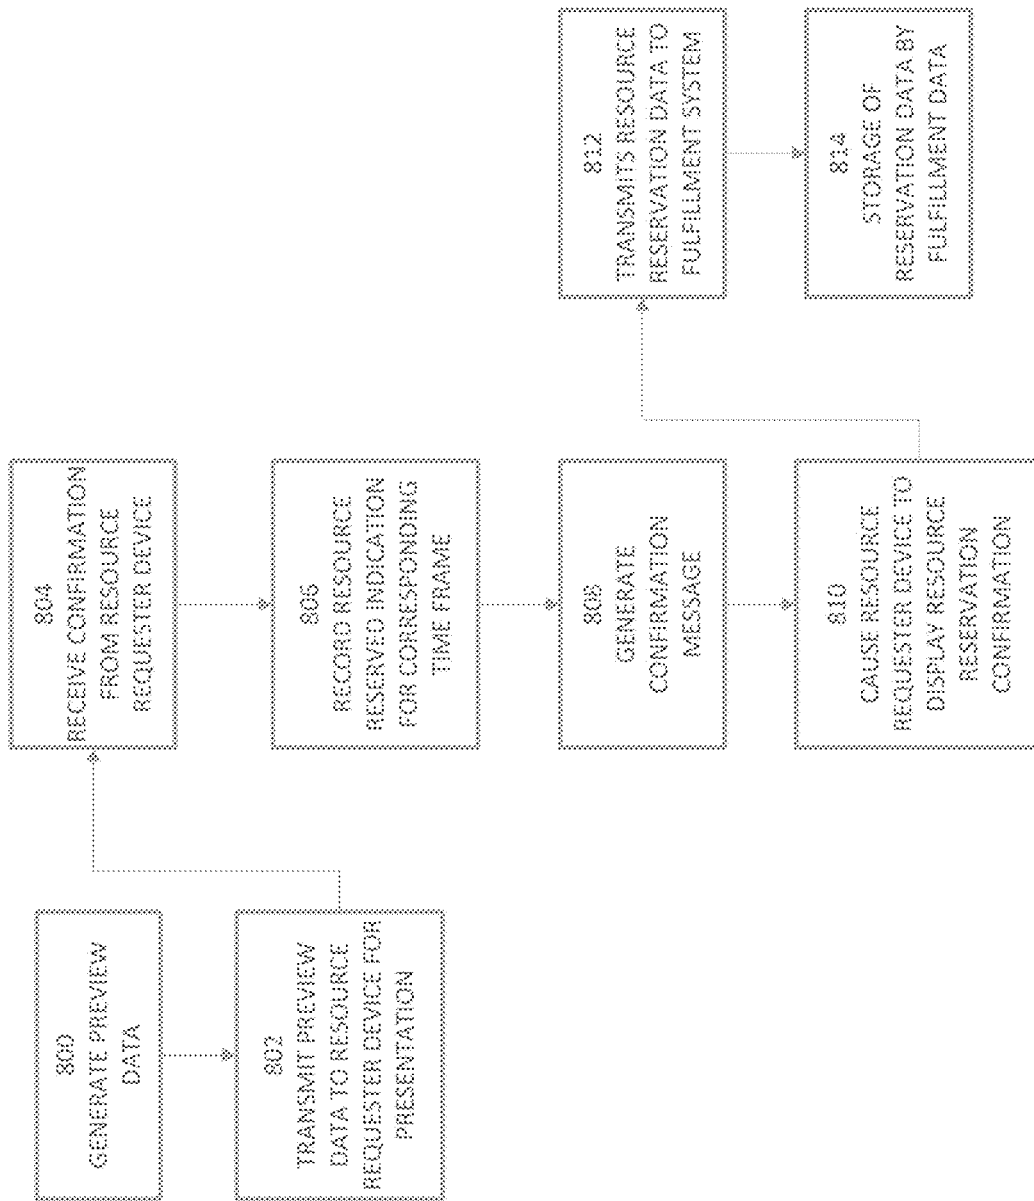 800
GENERATE PREVIEW
DATA
802
TRANSMIT PREVIEW
DATA TO RESOURCE
REQUESTER DEVICE FOR
PRESENTATION
804
RECEIVE CONFIRMATION
FROM RESOURCE
REQUESTER DEVICE
806
RECORD RESOURCE
RESERVED INDICATION
FOR CORRESPONDING
TIME FRAME
808
GENERATE
CONFIRMATION
MESSAGE
810
CAUSE RESOURCE
REQUESTER DEVICE TO
DISPLAY RESOURCE
RESERVATION
CONFIRMATION
812
TRANSMITS RESOURCE
RESERVATION DATA TO
FULFILLMENT SYSTEM
814
STORAGE OF
RESERVATION DATA BY
FULFILLMENT DATA